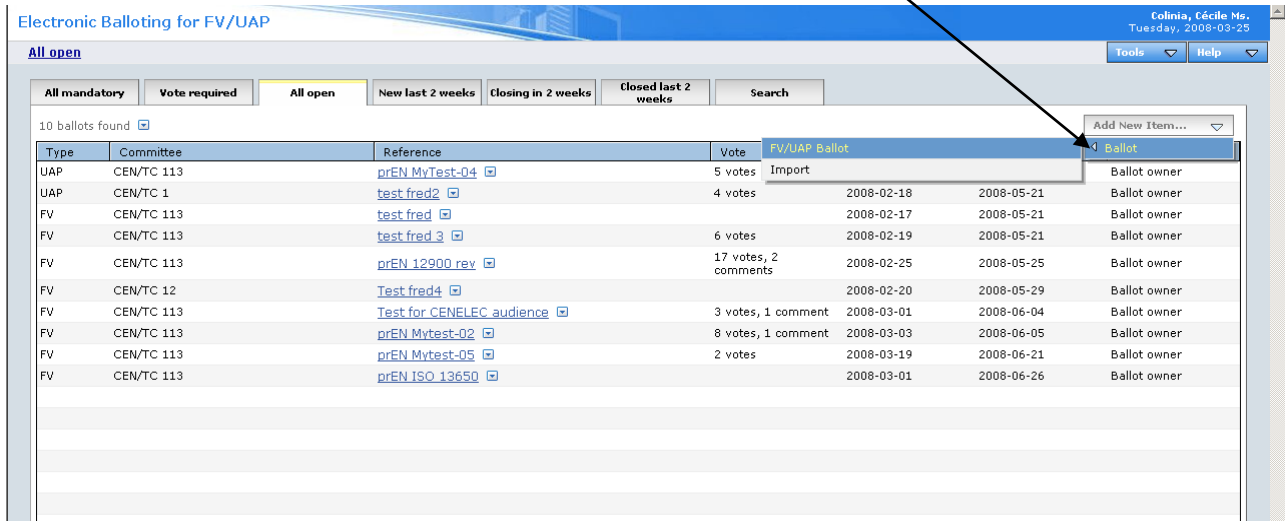 Electronic Balloting for FV/UAP
Colinia, Cécile Ms.
Tuesday, 2008-03-25
All open
Tools Help
All mandatory Vote required All open New last 2 weeks Closing in 2 weeks Closed last 2 weeks Search
10 ballots found Add New Item...
Type Committee Reference Vote FV/UAP Ballot Ballot
UAP CEN/TC 113 prEN MyTest-04 5 votes Import Ballot owner
UAP CEN/TC 1 test fred2 4 votes 2008-02-18 2008-05-21 Ballot owner
FV CEN/TC 113 test fred 2008-02-17 2008-05-21 Ballot owner
FV CEN/TC 113 test fred 3 6 votes 2008-02-19 2008-05-21 Ballot owner
FV CEN/TC 113 prEN 12900 rev 17 votes, 2 comments 2008-02-25 2008-05-25 Ballot owner
FV CEN/TC 12 Test fred4 2008-02-20 2008-05-29 Ballot owner
FV CEN/TC 113 Test for CENELEC audience 3 votes, 1 comment 2008-03-01 2008-06-04 Ballot owner
FV CEN/TC 113 prEN Mytest-02 8 votes, 1 comment 2008-03-03 2008-06-05 Ballot owner
FV CEN/TC 113 prEN Mytest-05 2 votes 2008-03-19 2008-06-21 Ballot owner
FV CEN/TC 113 prEN ISO 13650 2008-03-01 2008-06-26 Ballot owner